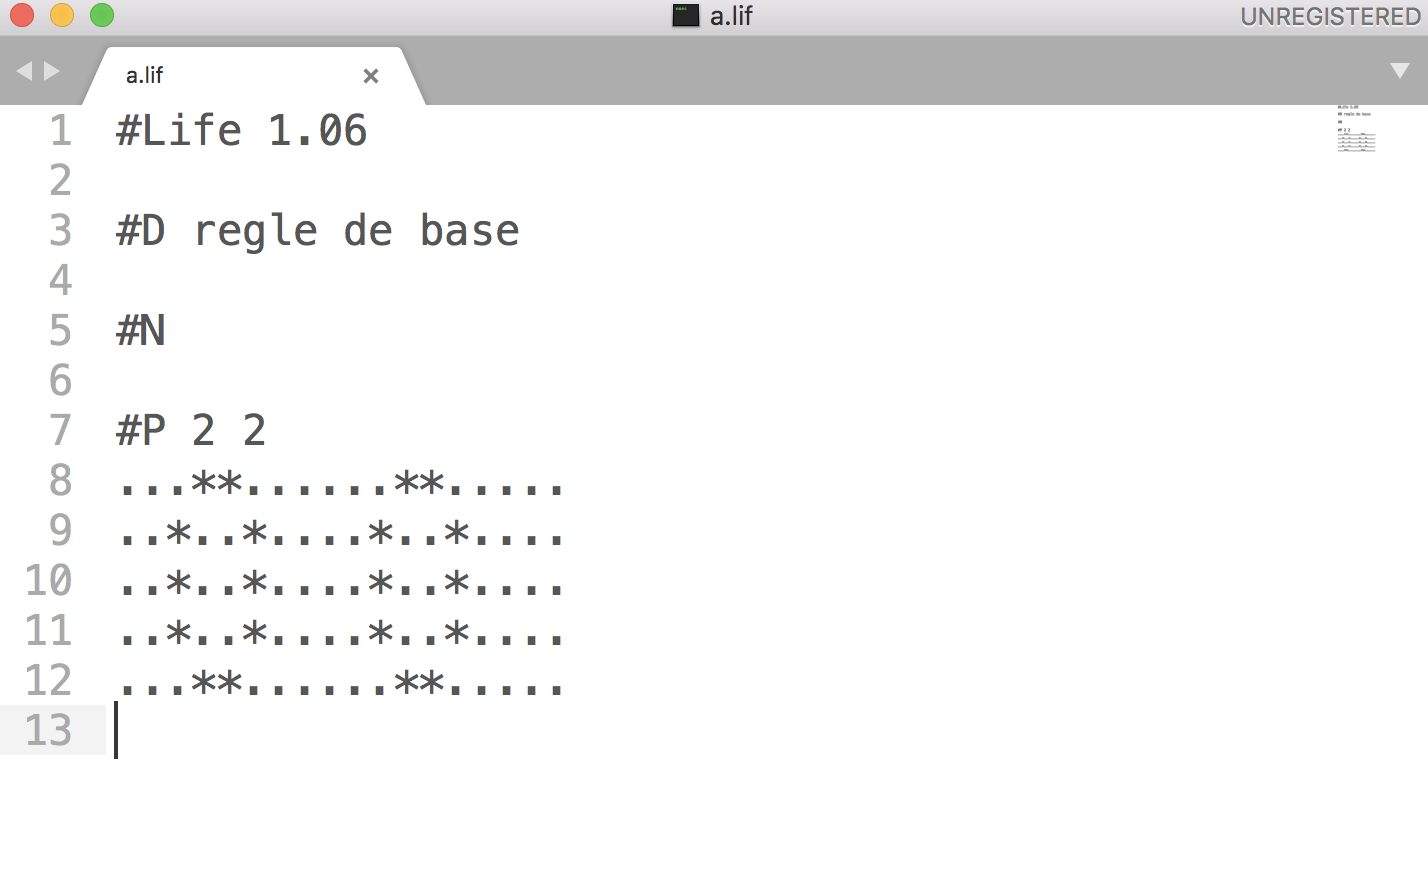 a.lif
UNREGISTERED
a.lif ×
1 #Life 1.06
2
3 #D regle de base
4
5 #N
6
7 #P 2 2
8 ...**......**.....
9 ..*..*....*..*....
10 ..*..*....*..*....
11 ..*..*....*..*....
12 ...**......**.....
13